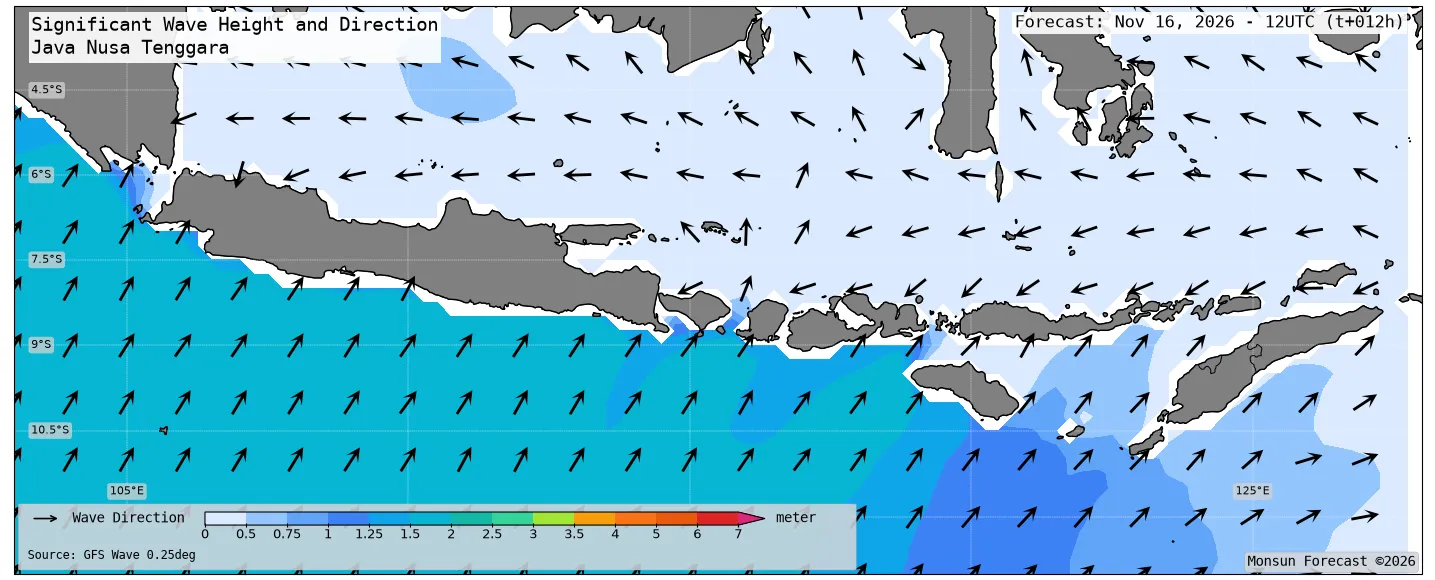 Significant Wave Height and Direction
Java Nusa Tenggara
Forecast: Nov 16, 2026 - 12UTC (t+012h)
4.5°S
6°S
7.5°S
9°S
10.5°S
105°E
125°E
Wave Direction
0 0.5 0.75 1 1.25 1.5 2 2.5 3 3.5 4 5 6 7
meter
Source: GFS Wave 0.25deg
Monsun Forecast ©2026